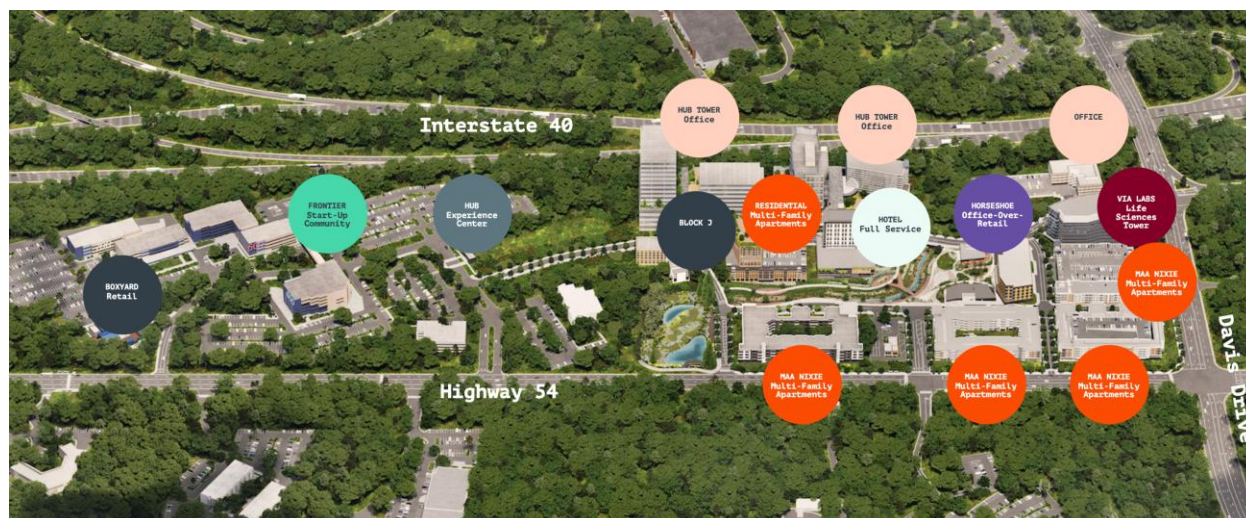 Interstate 40
HUB TOWER
Office
HUB TOWER
Office
OFFICE
FRONTIER
Start-Up
Community
HUB
Experience
Center
BLOCK J
RESIDENTIAL
Multi-Family
Apartments
HOTEL
Full Service
HORSESHOE
Office-Over-
Retail
VIA LABS
Life
Sciences
Tower
BOXYARD
Retail
MAA NIXIE
Multi-Family
Apartments
Highway 54
MAA NIXIE
Multi-Family
Apartments
MAA NIXIE
Multi-Family
Apartments
MAA NIXIE
Multi-Family
Apartments
Davis Drive